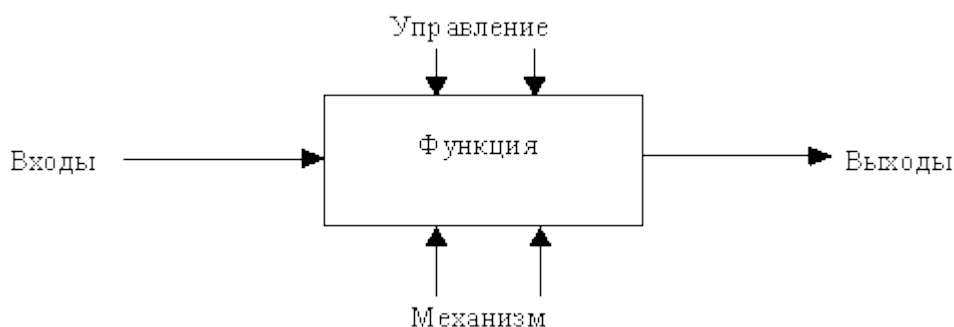 Управление
Функция
Входы
Выходы
Механизм